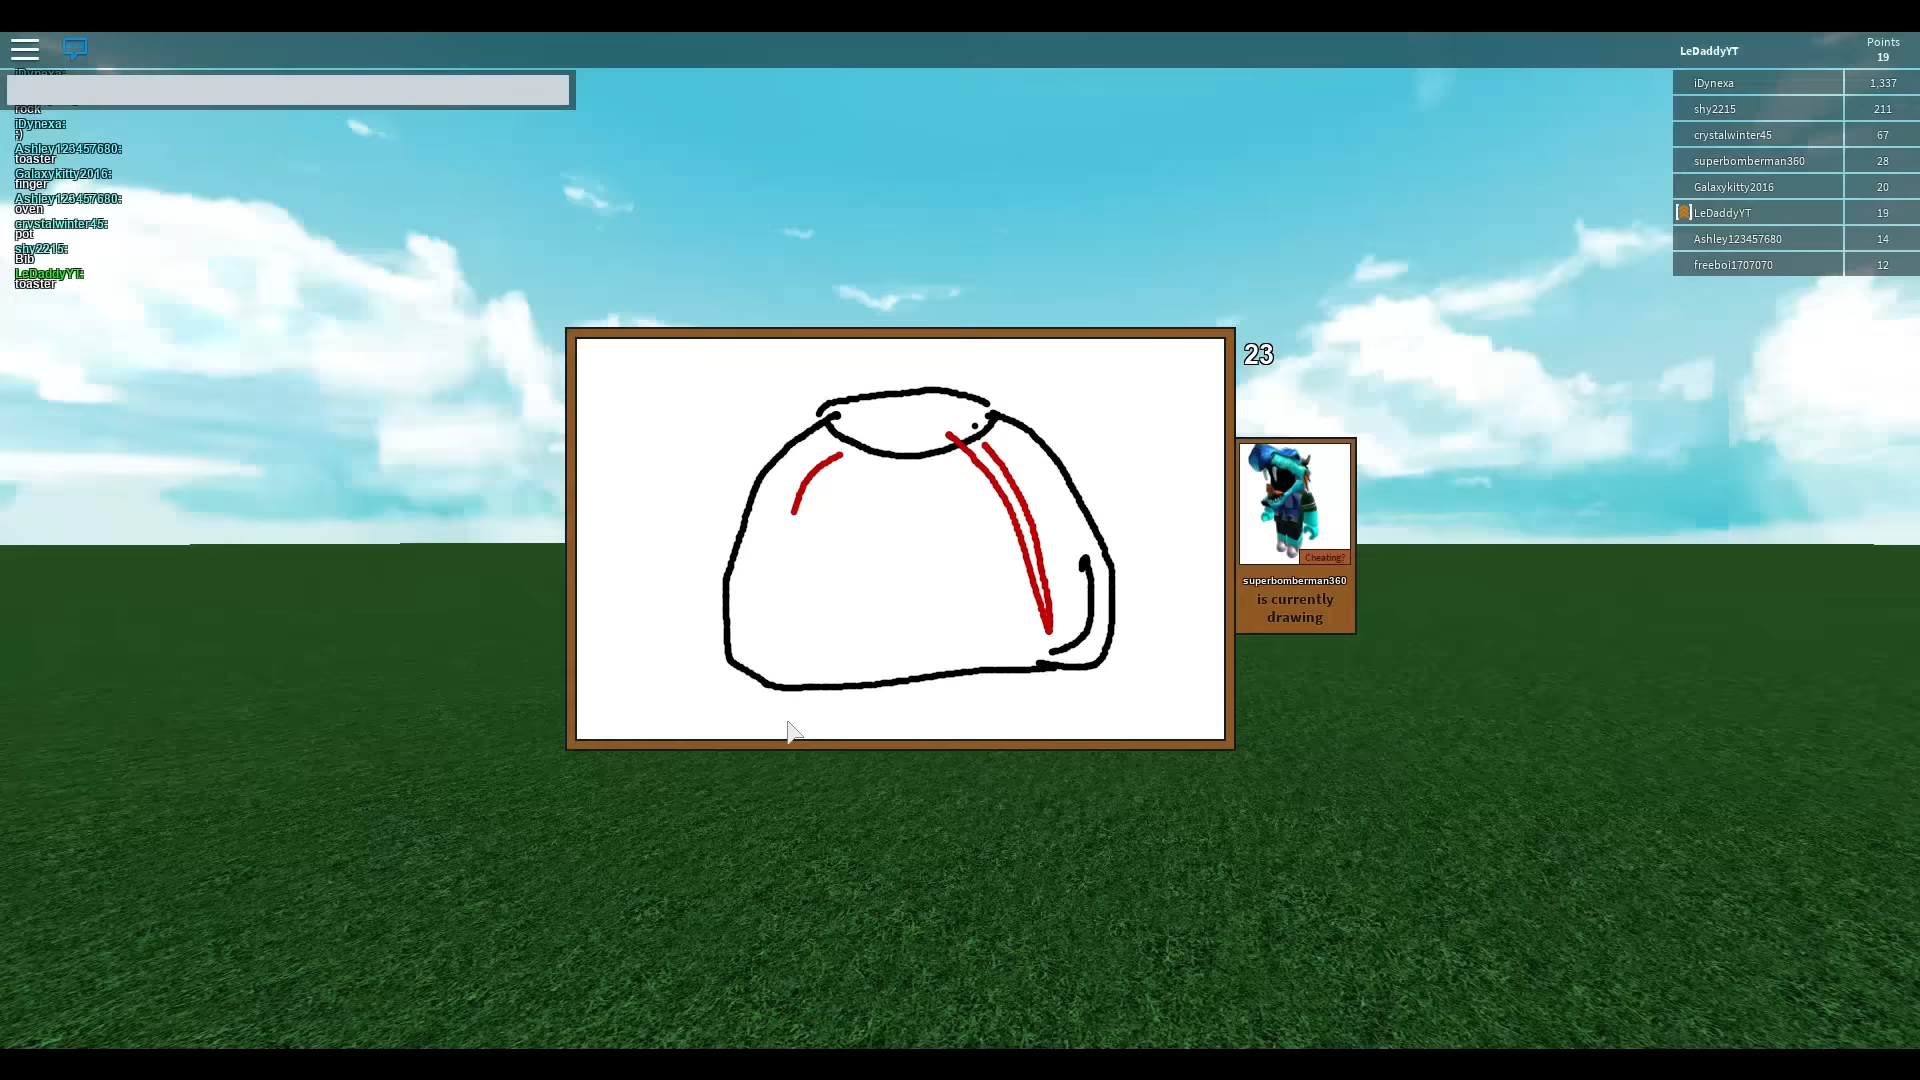 LeDaddyYT
Points
19
iDynexa 1,337
shy2215 211
crystalwinter45 67
superbomberman360 28
Galaxykitty2016 20
LeDaddyYT 19
Ashley123457680 14
freeboi1707070 12
iDynexa:
rock
iDynexa:
;)
Ashley123457680:
toaster
Galaxykitty2016:
finger
Ashley123457680:
oven
crystalwinter45:
pot
shy2215:
Bib
LeDaddyYT:
toaster
23
Cheating?
superbomberman360
is currently
drawing